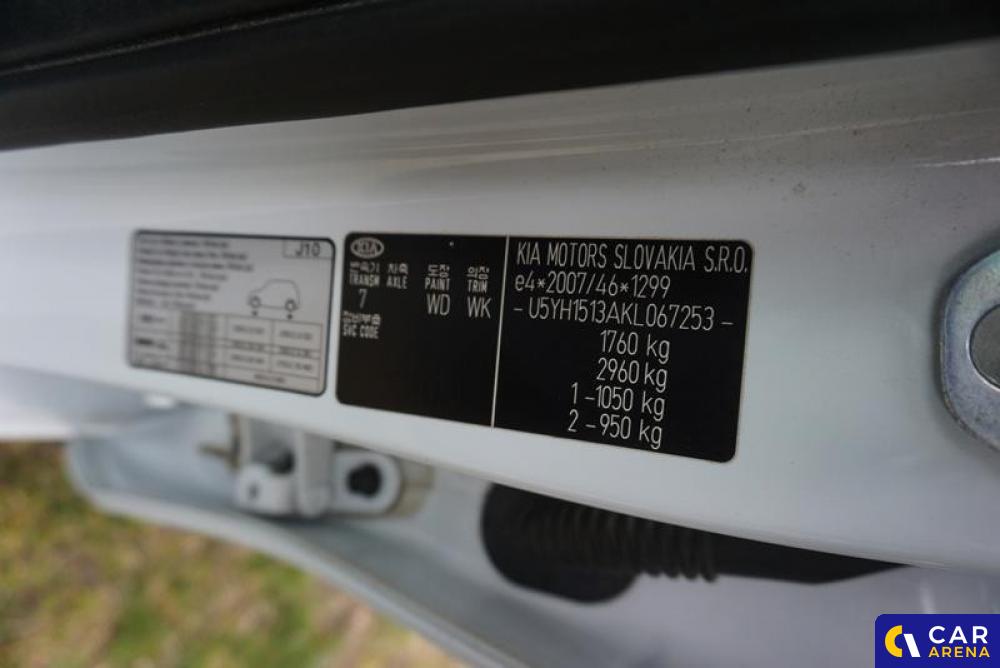 J10
KIA
변속기 차축 도장 의장
TRANSM AXLE PAINT TRIM
7 WD WK
정비부호
SVC CODE
KIA MOTORS SLOVAKIA S.R.O.
e4*2007/46*1299
- U5YH1513AKL067253 -
1760 kg
2960 kg
1 -1050 kg
2 -950 kg
CAR
ARENA